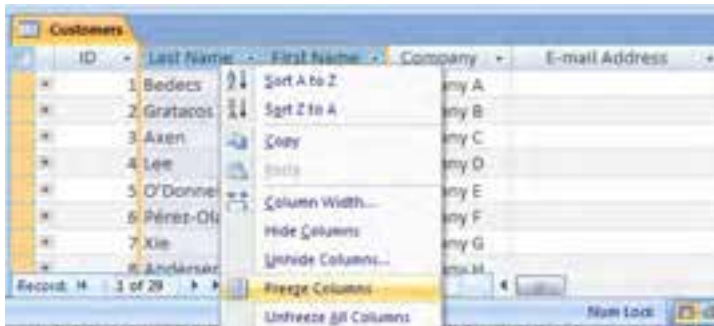 Customers
ID Last Name First Name Company E-mail Address
1 Bedecs Sort A to Z any A
2 Gratacos Sort Z to A any B
3 Axen Copy any C
4 Lee Paste any D
5 O'Donne Column Width... any E
6 Pérez-Ola Hide Columns any F
7 Xie Unhide Columns... any G
8 Andersen Freeze Columns
Record: 1 of 29
Unfreeze All Columns
Num Lock